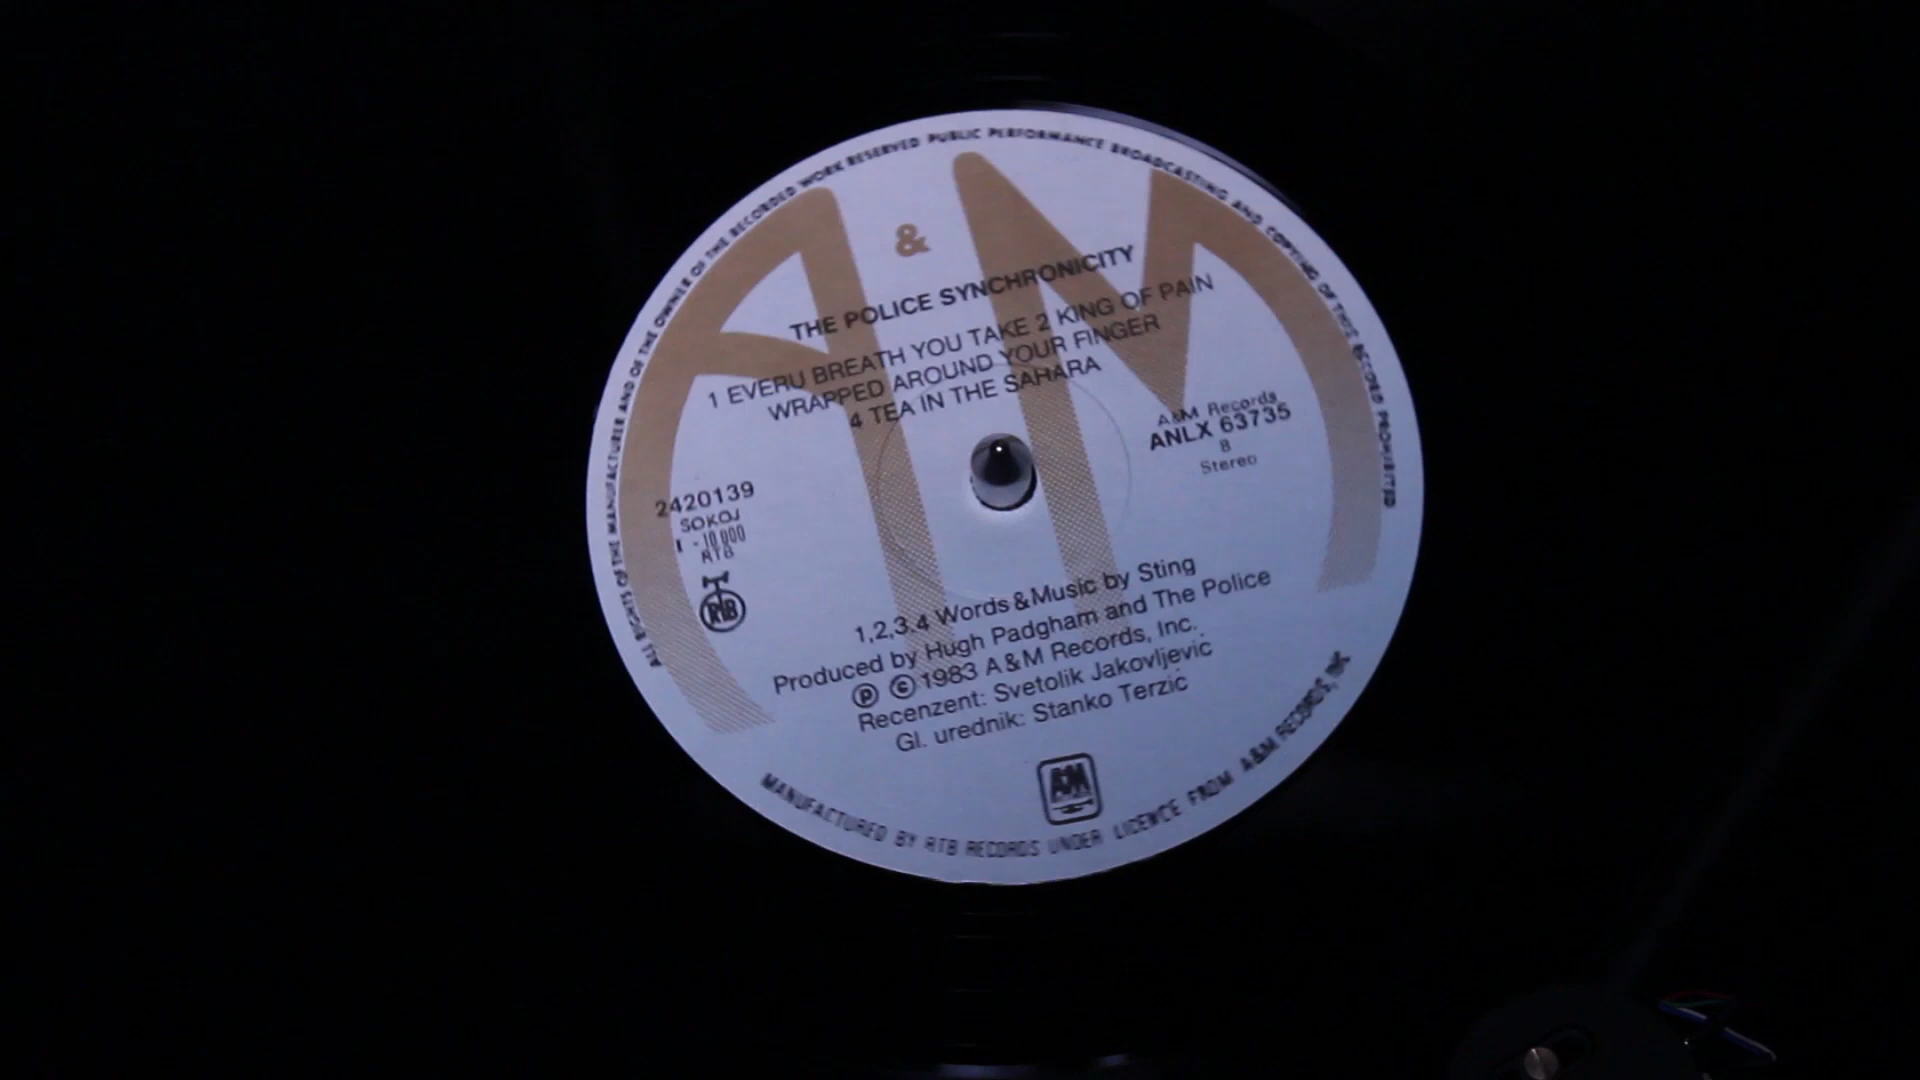 ALL RIGHTS OF THE MANUFACTURER AND OF THE OWNER OF THE RECORDED WORK RESERVED PUBLIC PERFORMANCE BROADCASTING AND COPYING OF THIS RECORD PROHIBITED
A&M
THE POLICE SYNCHRONICITY
1 EVERU BREATH YOU TAKE 2 KING OF PAIN
WRAPPED AROUND YOUR FINGER
4 TEA IN THE SAHARA
A&M Records
ANLX 63735
B
Stereo
2420139
SOKOJ
1 - 10 000
RTB
RTB
1,2,3.4 Words & Music by Sting
Produced by Hugh Padgham and The Police
Ⓟ © 1983 A & M Records, Inc.
Recenzent: Svetolik Jakovljevic
Gl. urednik: Stanko Terzic
A&M
MANUFACTURED BY RTB RECORDS UNDER LICENCE FROM A&M RECORDS, INC